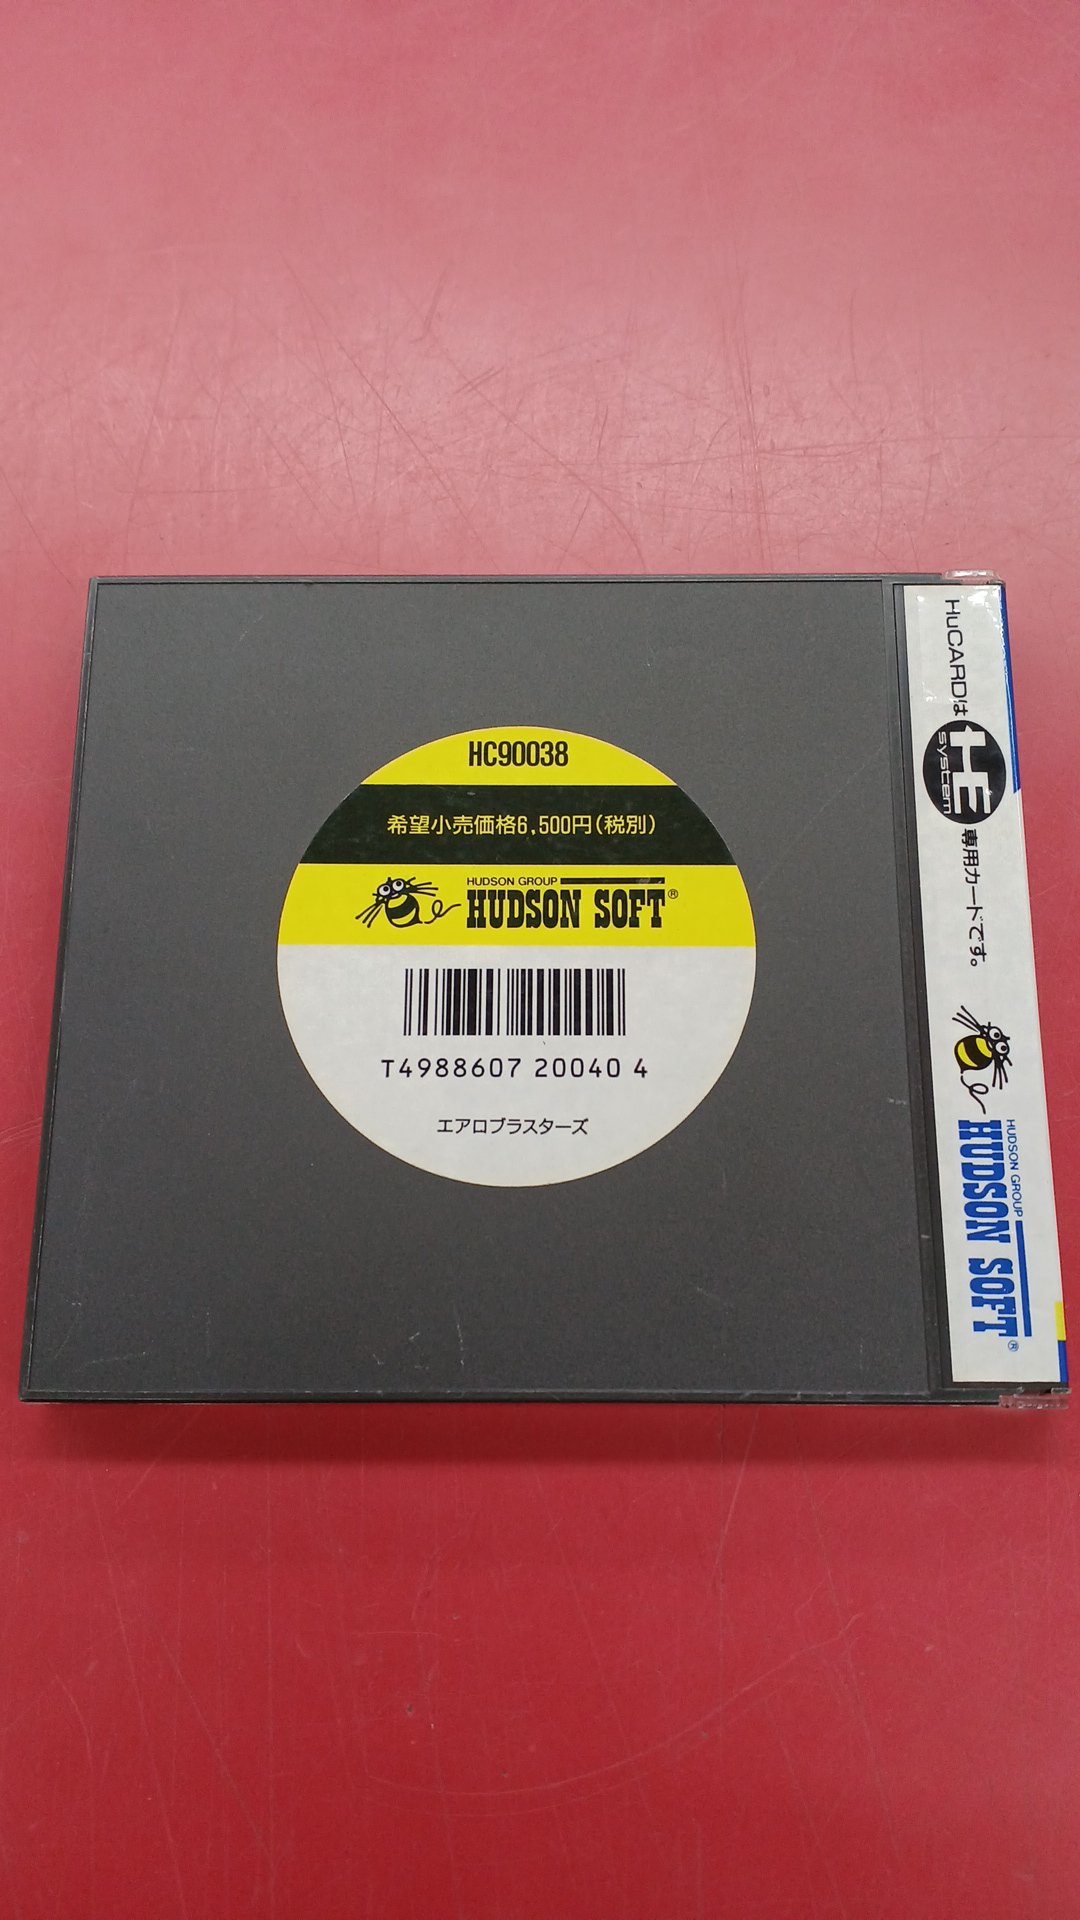 HC90038
希望小売価格6,500円(税別)
HUDSON GROUP
HUDSON SOFT®
T4988607 20040 4
エアロブラスターズ
HuCARDは
HE
system
専用カードです。
HUDSON GROUP
HUDSON SOFT®